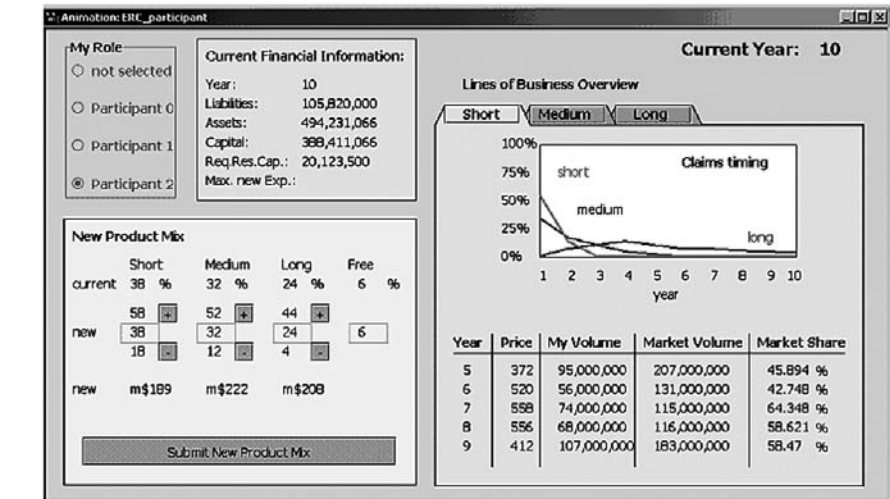 Animation: ERC_participant
My Role
not selected
Participant 0
Participant 1
Participant 2
Current Financial Information:
Year: 10
Liabilities: 105,820,000
Assets: 494,231,066
Capital: 388,411,066
Req.Res.Cap.: 20,123,500
Max. new Exp.:
New Product Mix
Short Medium Long Free
current 38 % 32 % 24 % 6 %
58 + 52 + 44 +
new 38 32 24 6
18 - 12 - 4 -
new m$189 m$222 m$208
Submit New Product Mix
Current Year: 10
Lines of Business Overview
Short Medium Long
100%
75%
50%
25%
0%
Claims timing
short
medium
long
1 2 3 4 5 6 7 8 9 10
year
Year Price My Volume Market Volume Market Share
5 372 95,000,000 207,000,000 45.894 %
6 520 56,000,000 131,000,000 42.748 %
7 558 74,000,000 115,000,000 64.348 %
8 556 68,000,000 116,000,000 58.621 %
9 412 107,000,000 183,000,000 58.47 %